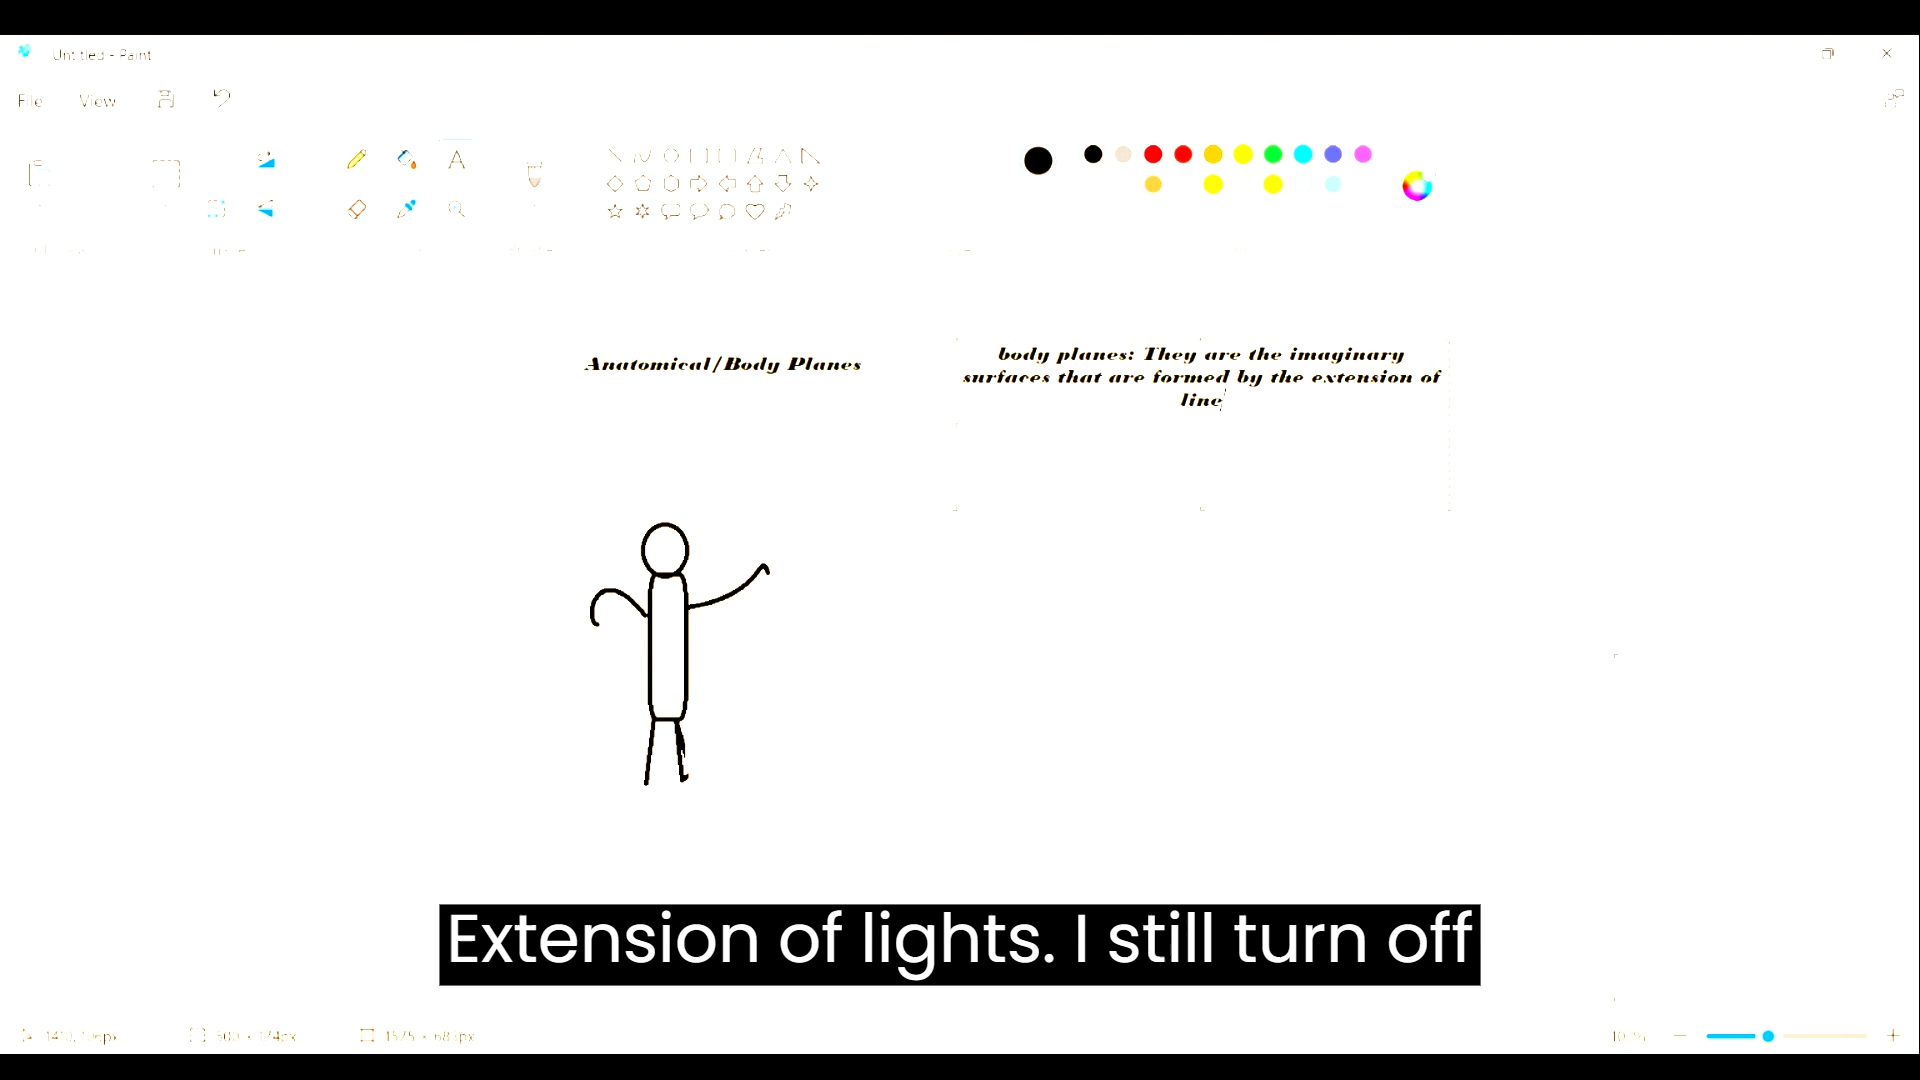 Untitled - Paint
File View
A
Anatomical/Body Planes
body planes: They are the imaginary
surfaces that are formed by the extension of
line
Extension of lights. I still turn off